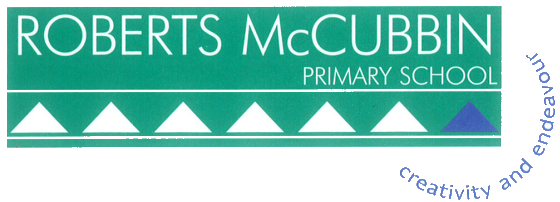 ROBERTS McCUBBIN
PRIMARY SCHOOL
creativity and endeavour